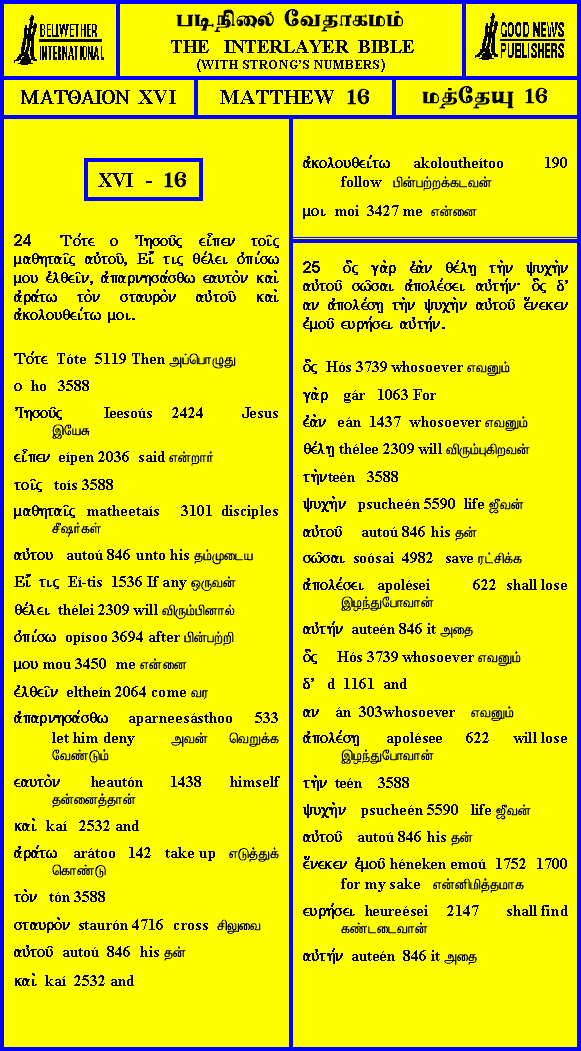 BELLWETHER
INTERNATIONAL
படிநிலை வேதாகமம்
THE INTERLAYER BIBLE
(WITH STRONG'S NUMBERS)
GOOD NEWS
PUBLISHERS
ΜΑΤΘΑΙΟΝ XVI
MATTHEW 16
மத்தேயு 16
XVI - 16
24 Τότε ο Ἰησοῦς εἶπεν τοῖς
μαθηταῖς αὐτοῦ, Εἴ τις θέλει ὀπίσω
μου ἐλθεῖν, ἀπαρνησάσθω εαυτὸν καὶ
ἀράτω τὸν σταυρὸν αὐτοῦ καὶ
ἀκολουθείτω μοι.
Τότε Tóte 5119 Then அப்பொழுது
ο ho 3588
Ἰησοῦς Ieesoús 2424 Jesus
இயேசு
εἶπεν eípen 2036 said என்றார்
τοῖς toís 3588
μαθηταῖς matheetaís 3101 disciples
சீஷர்கள்
αὐτου autoú 846 unto his தம்முடைய
Εἴ τις Eí-tis 1536 If any ஒருவன்
θέλει thélei 2309 will விரும்பினால்
ὀπίσω opísoo 3694 after பின்பற்றி
μου mou 3450 me என்னை
ἐλθεῖν eltheín 2064 come வர
ἀπαρνησάσθω aparneesásthoo 533
let him deny அவன் வெறுக்க
வேண்டும்
εαυτὸν heautón 1438 himself
தன்னைத்தான்
καὶ kaí 2532 and
ἀράτω arátoo 142 take up எடுத்துக்
கொண்டு
τὸν tón 3588
σταυρὸν staurón 4716 cross சிலுவை
αὐτοῦ autoú 846 his தன்
καὶ kaí 2532 and
ἀκολουθείτω akoloutheítoo 190
follow பின்பற்றக்கடவன்
μοι moi 3427 me என்னை
25 ὃς γὰρ ἐὰν θέλῃ τὴν ψυχὴν
αὐτοῦ σῶσαι ἀπολέσει αὐτήν· ὃς δ'
αν ἀπολέσῃ τὴν ψυχὴν αὐτοῦ ἕνεκεν
ἐμοῦ ευρήσει αὐτήν.
ὃς Hós 3739 whosoever எவனும்
γὰρ gár 1063 For
ἐὰν eán 1437 whosoever எவனும்
θέλῃ thélee 2309 will விரும்புகிறவன்
τὴνteén 3588
ψυχὴν psucheén 5590 life ஜீவன்
αὐτοῦ autoú 846 his தன்
σῶσαι soósai 4982 save ரட்சிக்க
ἀπολέσει apolései 622 shall lose
இழந்துபோவான்
αὐτήν auteén 846 it அதை
ὃς Hós 3739 whosoever எவனும்
δ' d 1161 and
αν án 303whosoever எவனும்
ἀπολέσῃ apolésee 622 will lose
இழந்துபோவான்
τὴν teén 3588
ψυχὴν psucheén 5590 life ஜீவன்
αὐτοῦ autoú 846 his தன்
ἕνεκεν ἐμοῦ héneken emoú 1752 1700
for my sake என்னிமித்தமாக
ευρήσει heureései 2147 shall find
கண்டடைவான்
αὐτήν auteén 846 it அதை